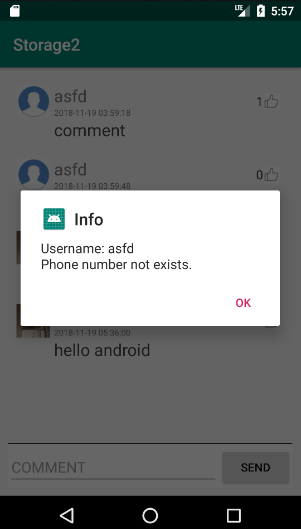 LTE 5:57
Storage2
asfd
1
2018-11-19 03:59:18
comment
asfd
0
2018-11-19 03:59:48
Info
Username: asfd
Phone number not exists.
OK
2018-11-19 05:36:00
hello android
COMMENT
SEND